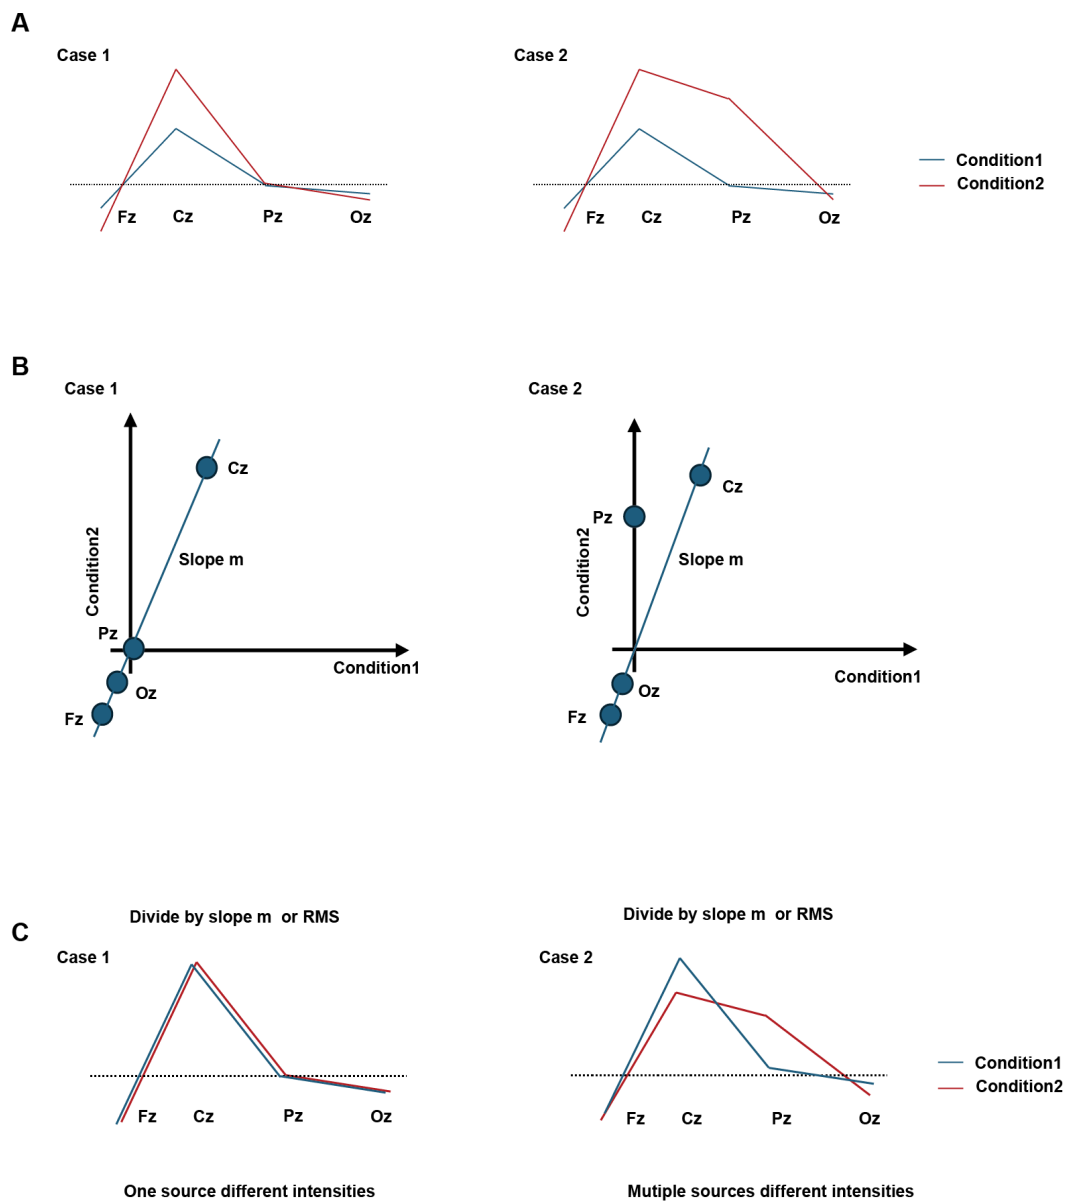 A
Case 1
Case 2
Condition1
Condition2
Fz Cz Pz Oz
Fz Cz Pz Oz
B
Case 1
Case 2
Cz
Cz
Pz
Condition2
Slope m
Condition2
Slope m
Pz
Condition1
Condition1
Oz
Oz
Fz
Fz
Divide by slope m or RMS
Divide by slope m or RMS
C
Case 1
Case 2
Condition1
Condition2
Fz Cz Pz Oz
Fz Cz Pz Oz
One source different intensities
Mutiple sources different intensities